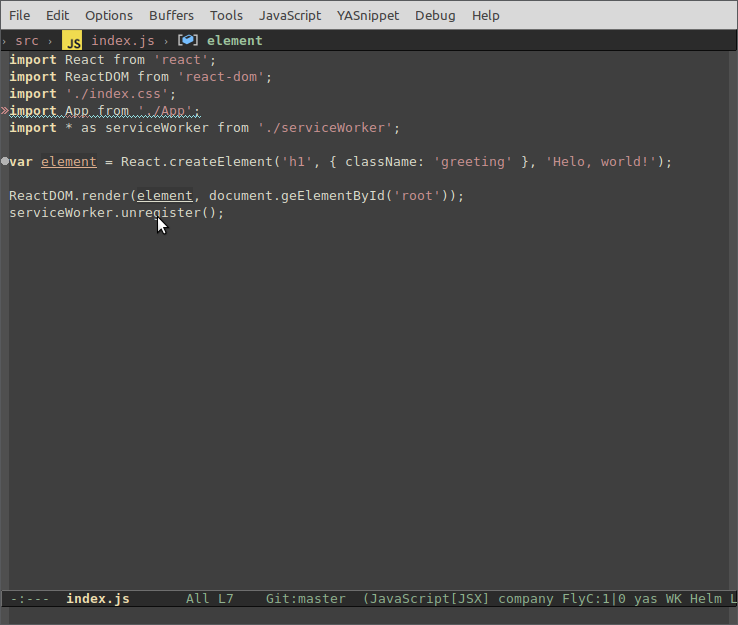 File Edit Options Buffers Tools JavaScript YASnippet Debug Help
› src › JS index.js › element
import React from 'react';
import ReactDOM from 'react-dom';
import './index.css';
»import App from './App';
import * as serviceWorker from './serviceWorker';
var element = React.createElement('h1', { className: 'greeting' }, 'Helo, world!');
ReactDOM.render(element, document.geElementById('root'));
serviceWorker.unregister();
-:--- index.js All L7 Git:master (JavaScript[JSX] company FlyC:1|0 yas WK Helm L